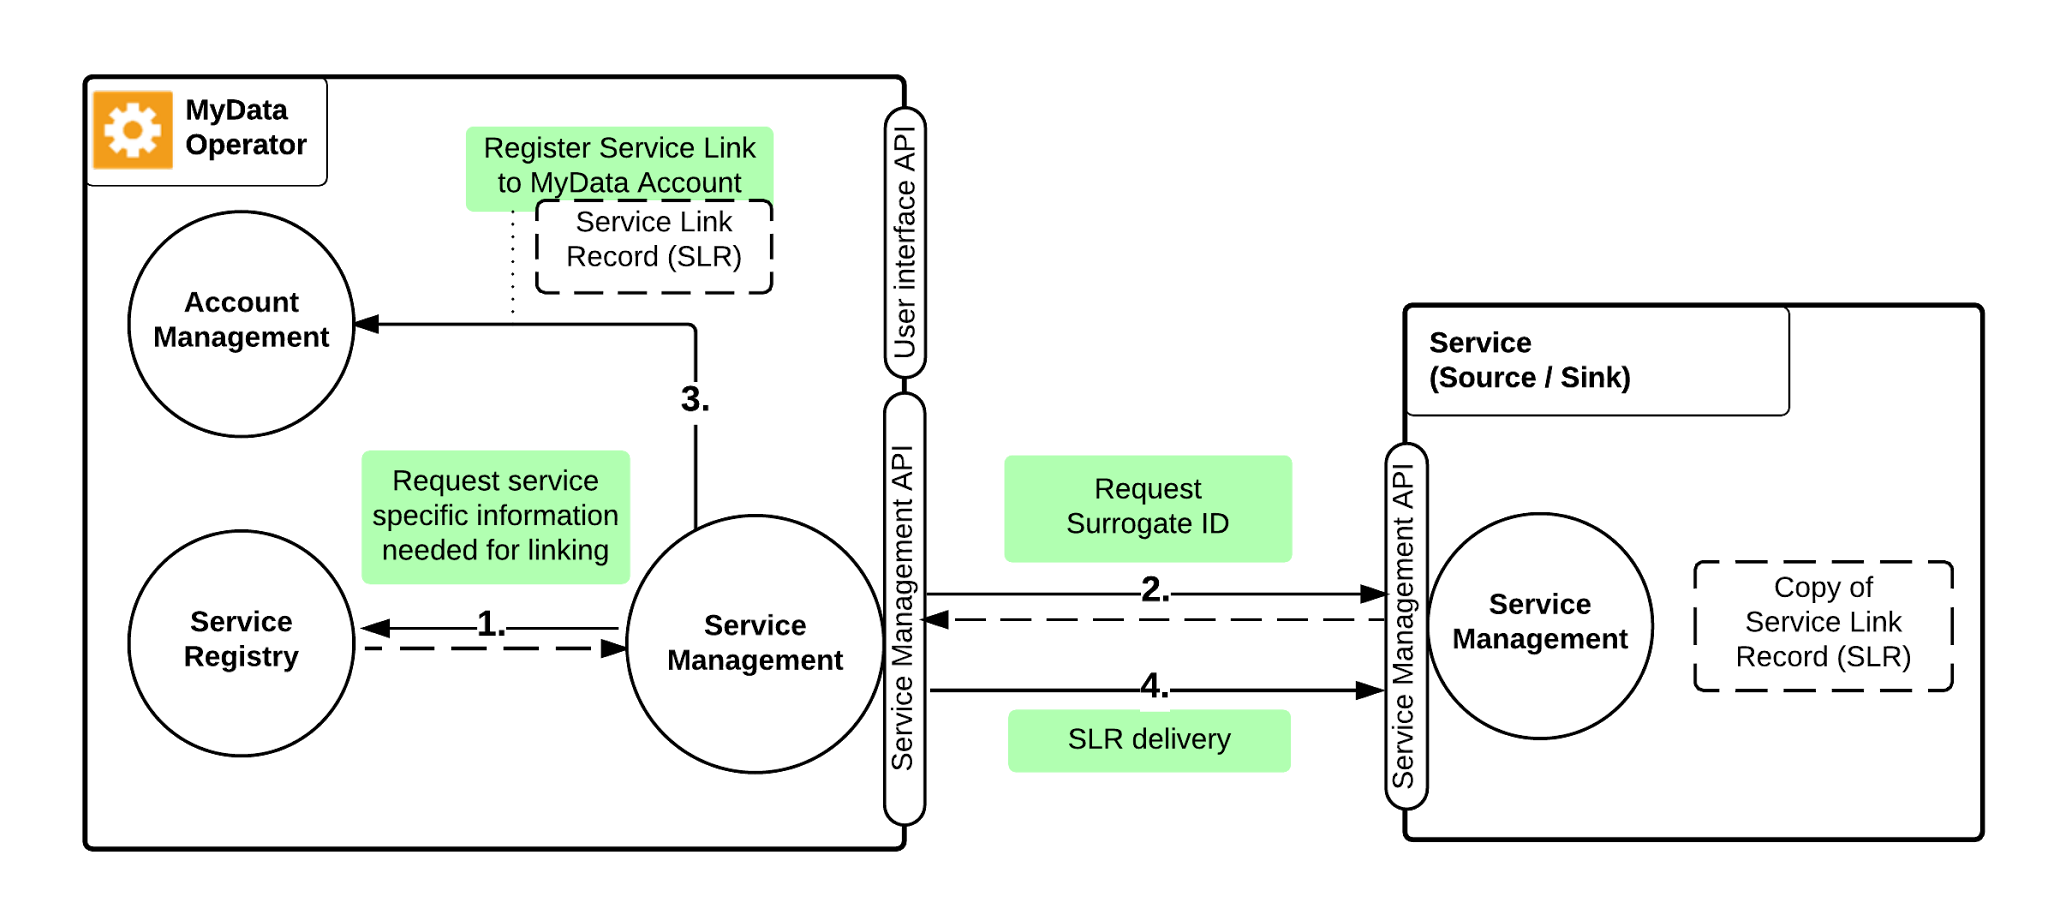 MyData
Operator
Register Service Link
to MyData Account
Service Link
Record (SLR)
User interface API
Account
Management
3.
Request service
specific information
needed for linking
Service
Registry
1.
Service
Management
Service Management API
Request
Surrogate ID
2.
4.
SLR delivery
Service
(Source / Sink)
Service Management API
Service
Management
Copy of
Service Link
Record (SLR)